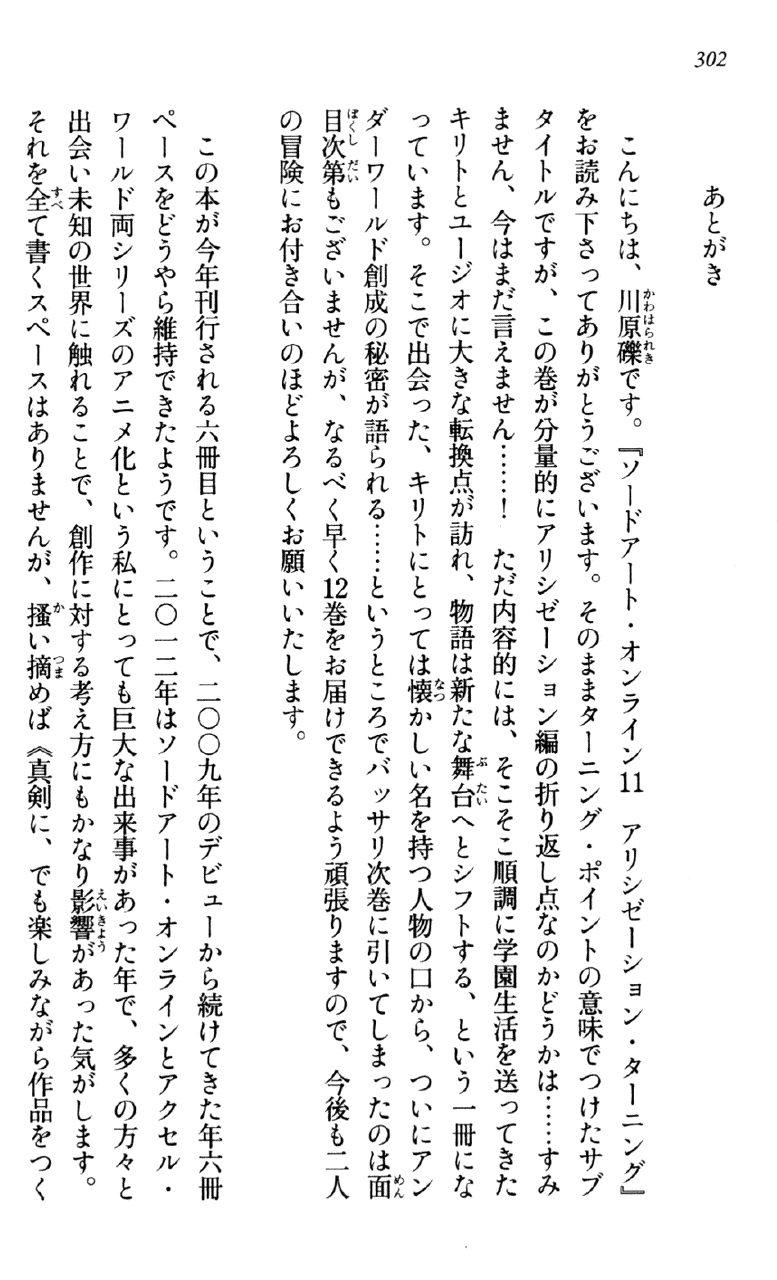 302
あとがき
こんにちは、川原礫です。『ソードアート・オンライン11　アリシゼーション・ターニング』
をお読み下さってありがとうございます。そのままターニング・ポイントの意味でつけたサブ
タイトルですが、この巻が分量的にアリシゼーション編の折り返し点なのかどうかは……すみ
ません、今はまだ言えません……！　ただ内容的には、そこそこ順調に学園生活を送ってきた
キリトとユージオに大きな転換点が訪れ、物語は新たな舞台へとシフトする、という一冊にな
っています。そこで出会った、キリトにとっては懐かしい名を持つ人物の口から、ついにアン
ダーワールド創成の秘密が語られる……というところでバッサリ次巻に引いてしまったのは面
目次第もございませんが、なるべく早く12巻をお届けできるよう頑張りますので、今後も二人
の冒険にお付き合いのほどよろしくお願いいたします。
この本が今年刊行される六冊目ということで、二〇〇九年のデビューから続けてきた年六冊
ペースをどうやら維持できたようです。二〇一二年はソードアート・オンラインとアクセル・
ワールド両シリーズのアニメ化という私にとっても巨大な出来事があった年で、多くの方々と
出会い未知の世界に触れることで、創作に対する考え方にもかなり影響があった気がします。
それを全て書くスペースはありませんが、掻い摘めば《真剣に、でも楽しみながら作品をつく